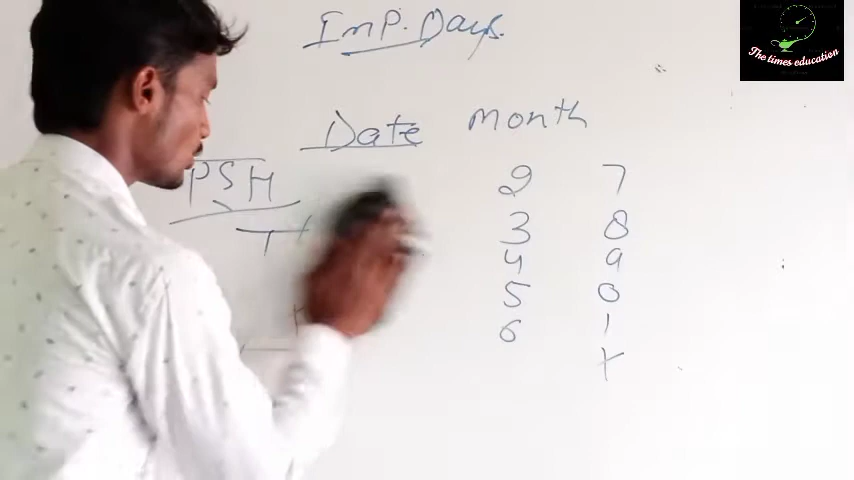 Imp. Days.
The times education
Date month
PSH
2 7
3 8
4 9
5 0
6 1